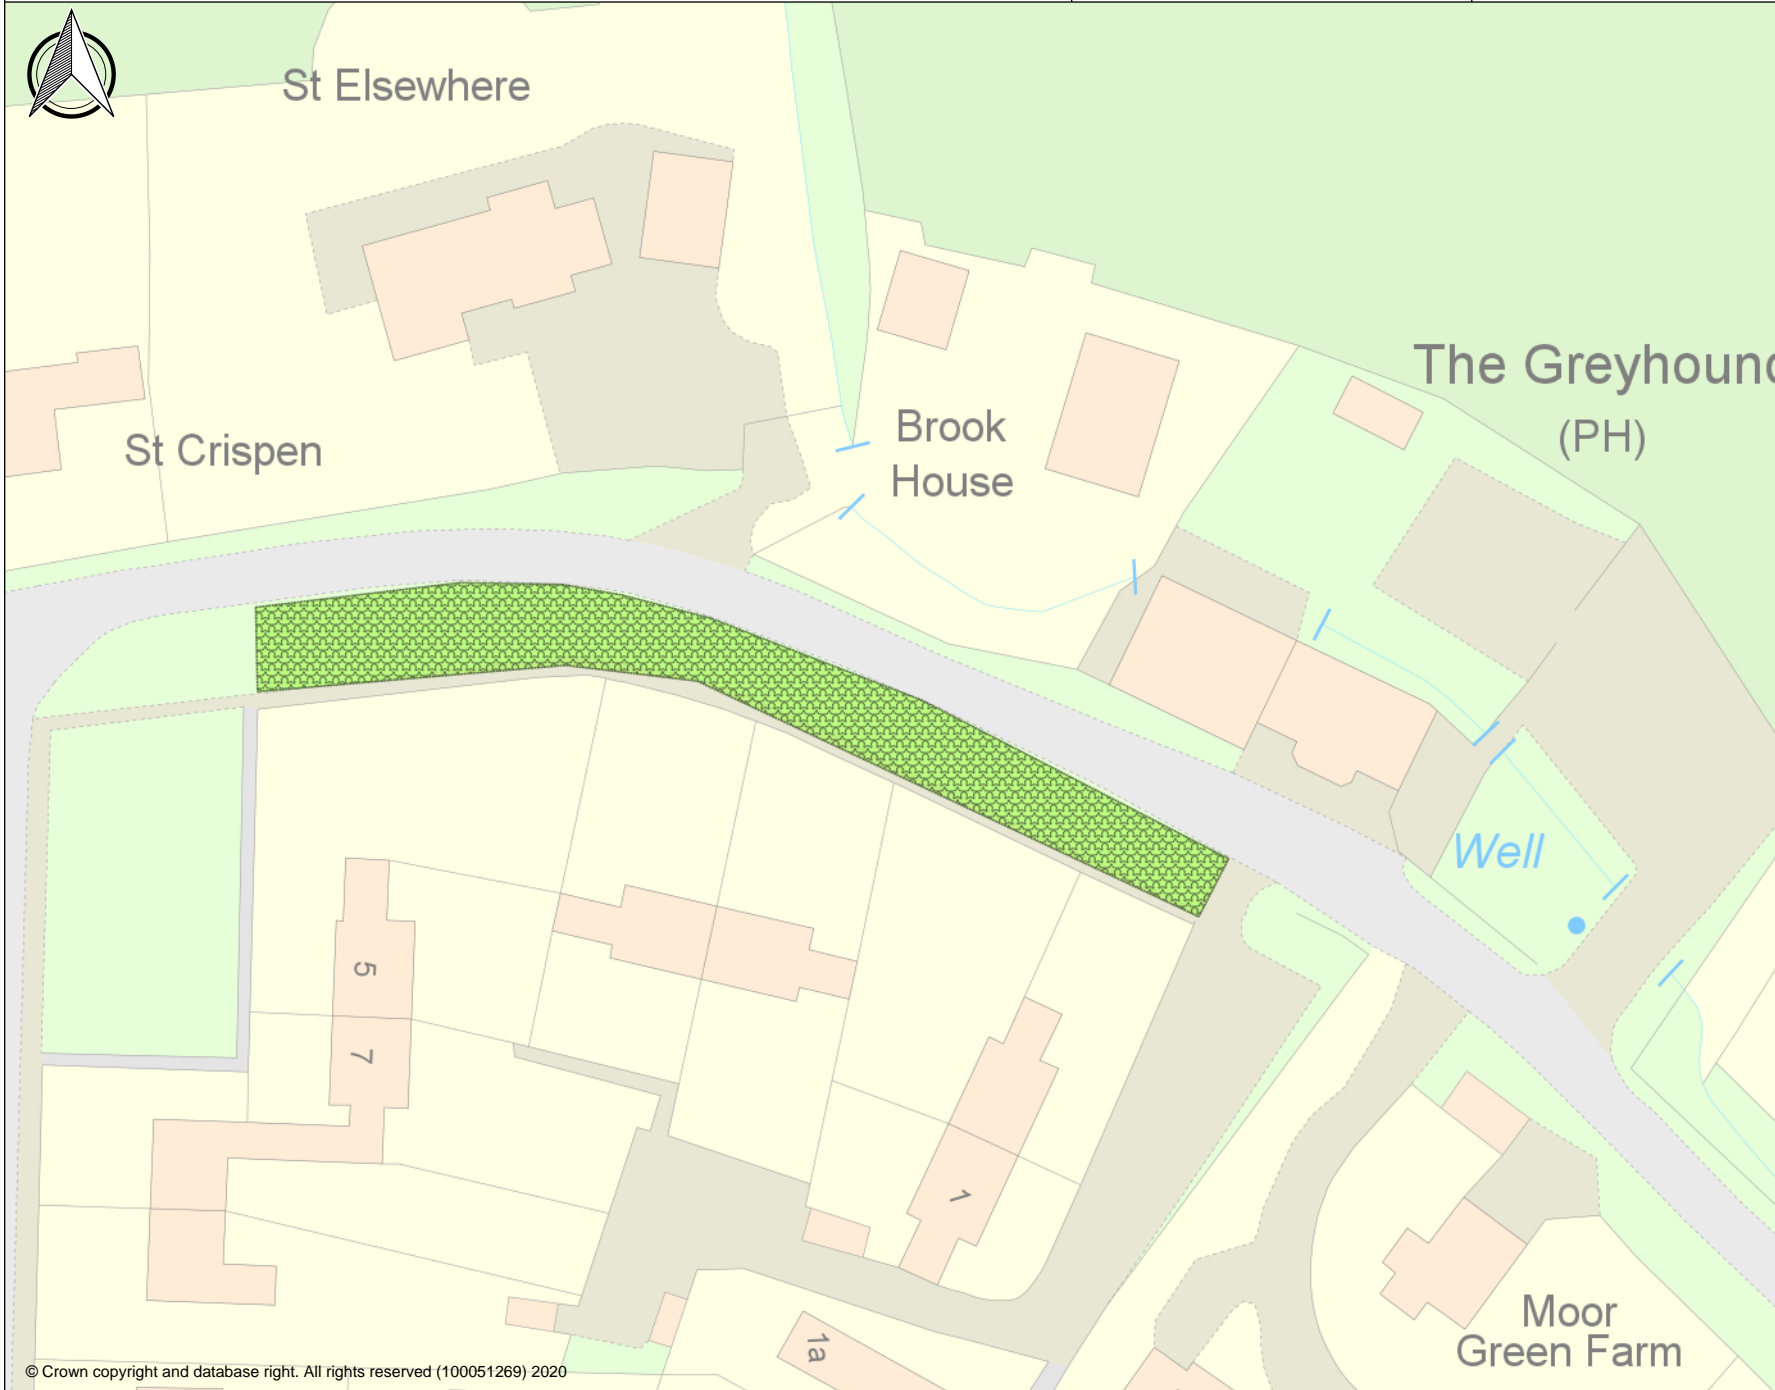 St Elsewhere
The Greyhound
(PH)
Brook
House
St Crispen
Well
5
7
1
Moor
Green Farm
1a
© Crown copyright and database right. All rights reserved (100051269) 2020